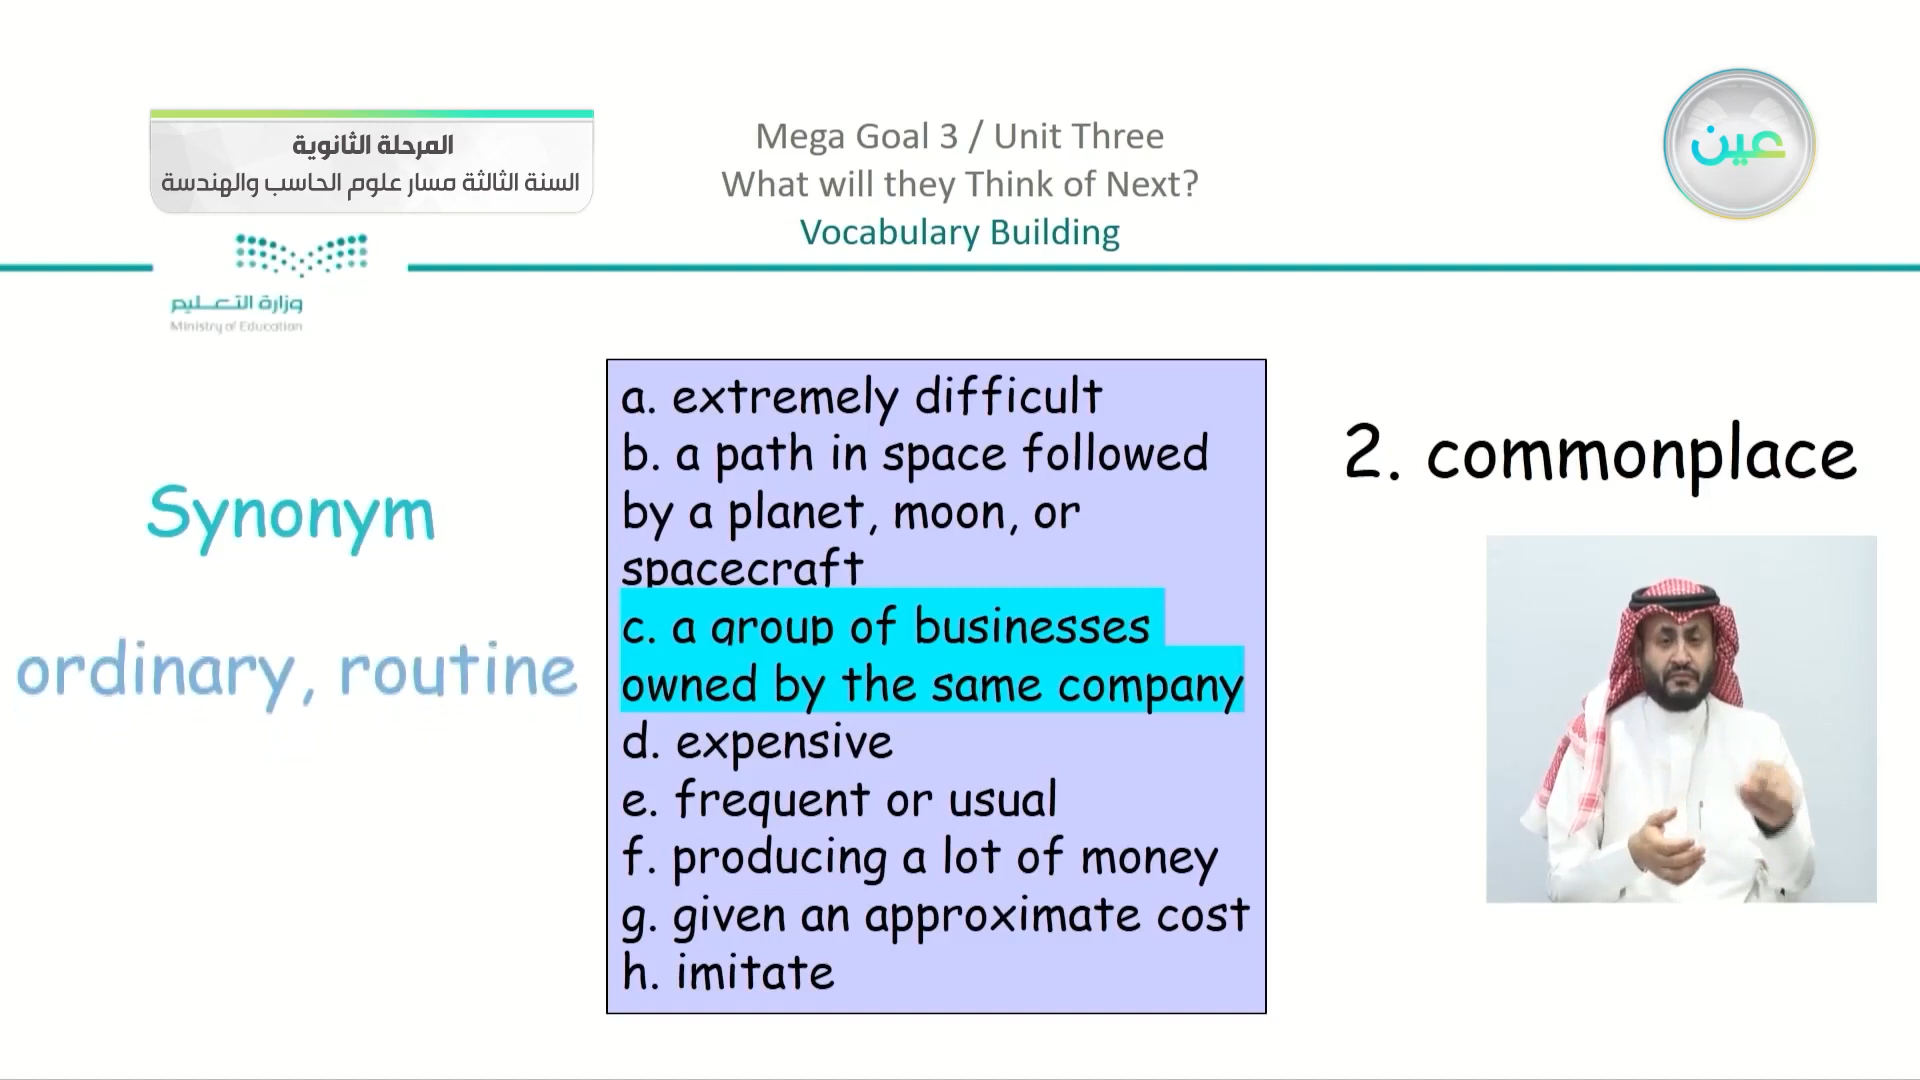 المرحلة الثانوية
السنة الثالثة مسار علوم الحاسب والهندسة
Mega Goal 3 / Unit Three
What will they Think of Next?
Vocabulary Building
عين
وزارة التعليم
Ministry of Education
Synonym
ordinary, routine
a. extremely difficult
b. a path in space followed
by a planet, moon, or
spacecraft
c. a group of businesses
owned by the same company
d. expensive
e. frequent or usual
f. producing a lot of money
g. given an approximate cost
h. imitate
2. commonplace